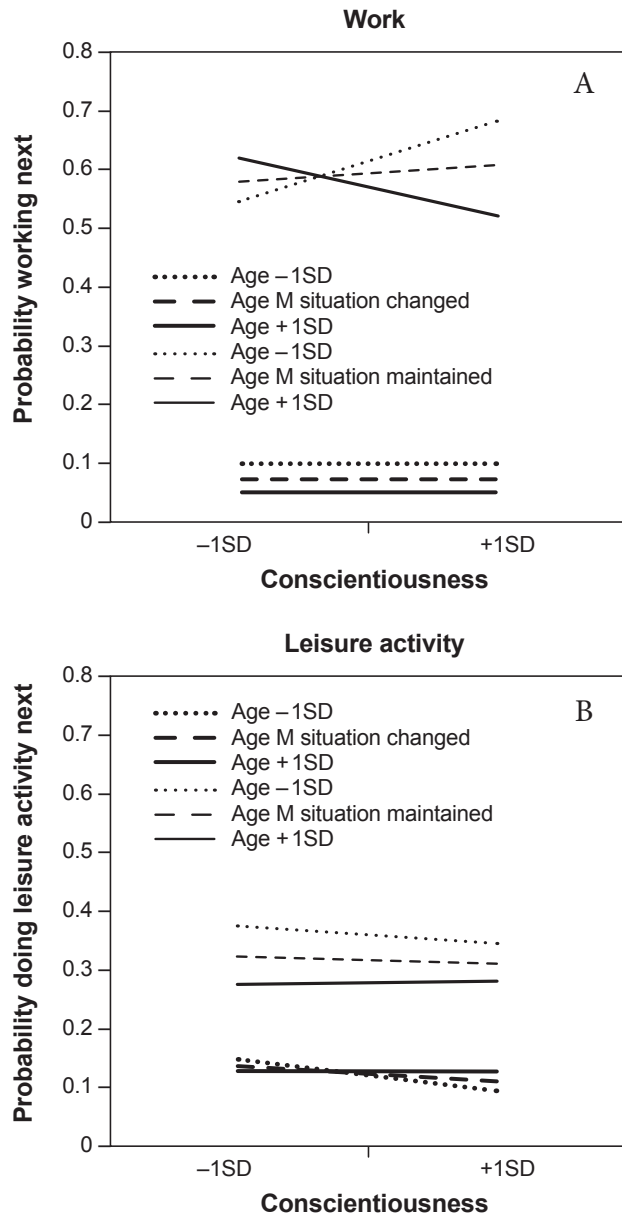 Work
A
Probability working next
0.8
0.7
0.6
0.5
0.4
0.3
0.2
0.1
0
Age –1SD
Age M situation changed
Age +1SD
Age –1SD
Age M situation maintained
Age +1SD
–1SD
+1SD
Conscientiousness
Leisure activity
B
Probability doing leisure activity next
0.8
0.7
0.6
0.5
0.4
0.3
0.2
0.1
0
Age –1SD
Age M situation changed
Age +1SD
Age –1SD
Age M situation maintained
Age +1SD
–1SD
+1SD
Conscientiousness